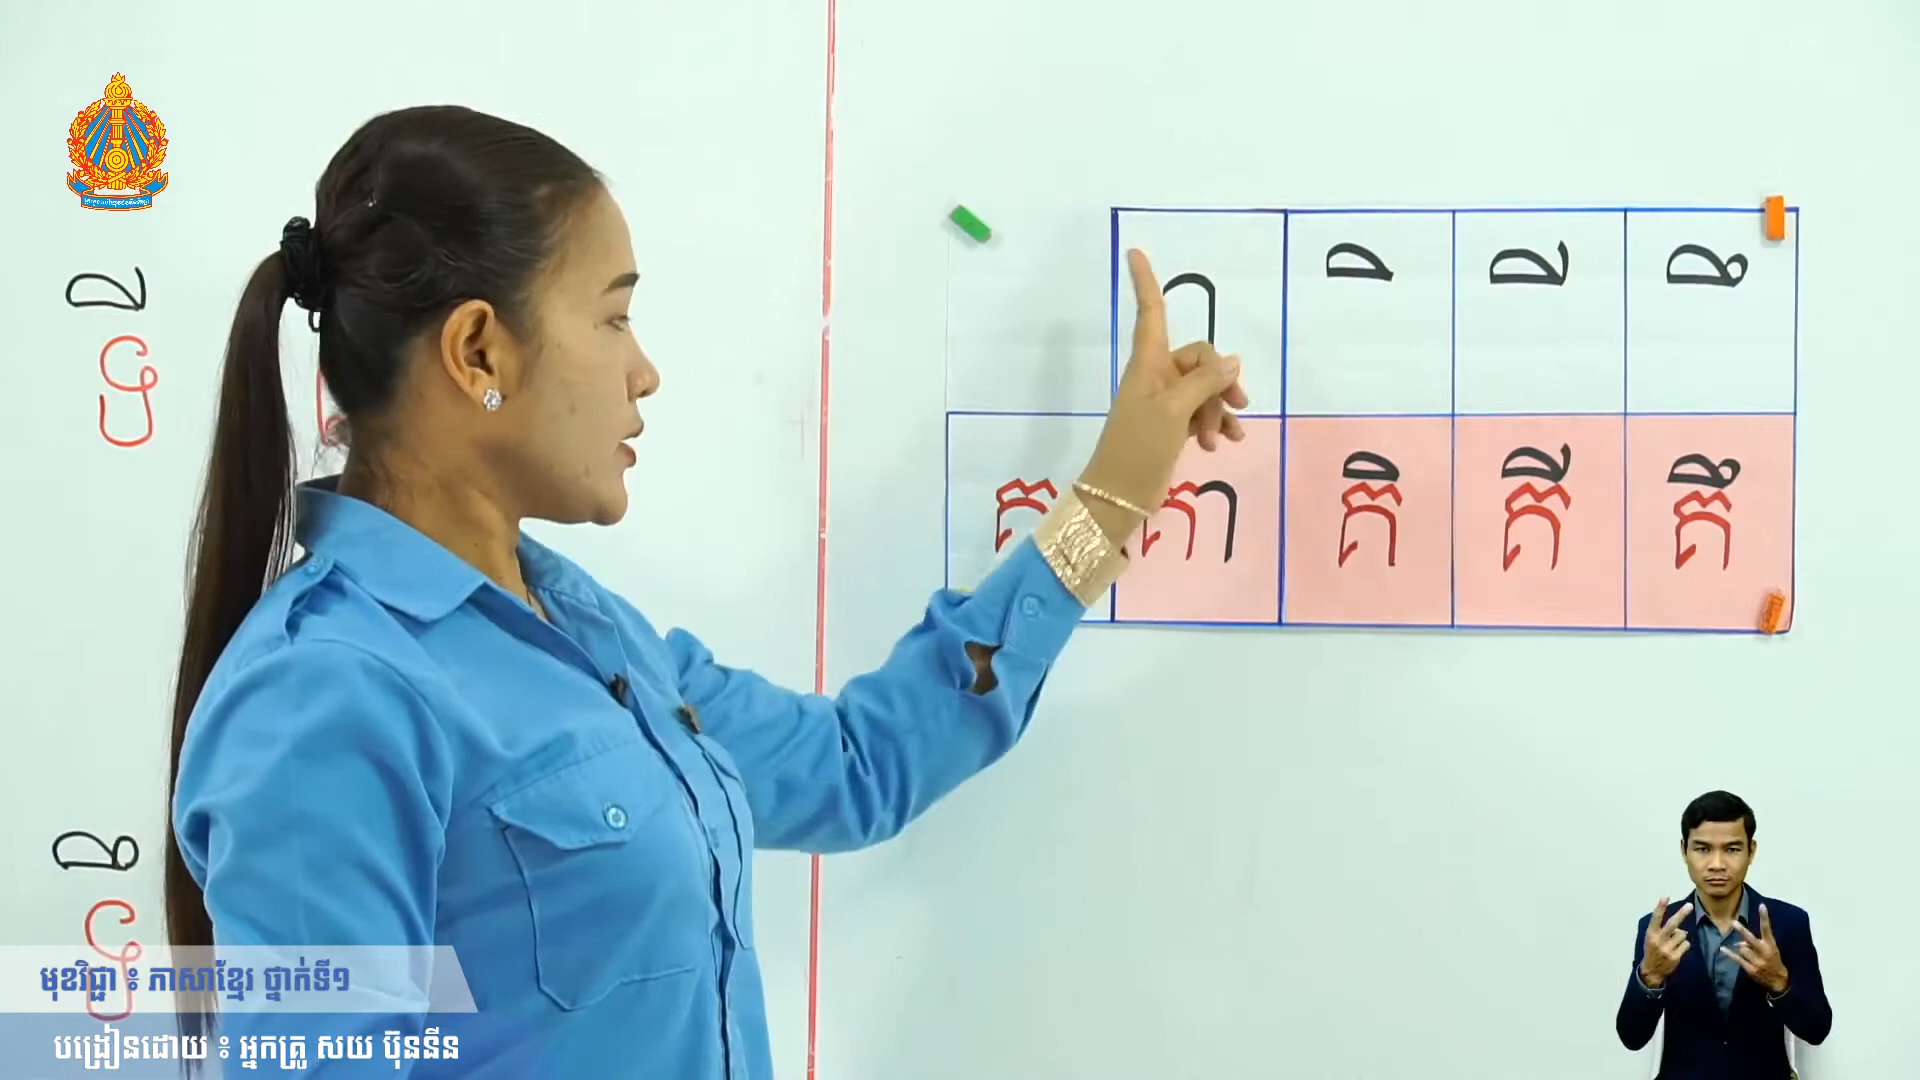 ា ិ ី ឹ
គ គា គិ គី គឹ
មុខវិជ្ជា ៖ ភាសាខ្មែរ ថ្នាក់ទី១
បង្រៀនដោយ ៖ អ្នកគ្រូ សយ ប៊ុននីន